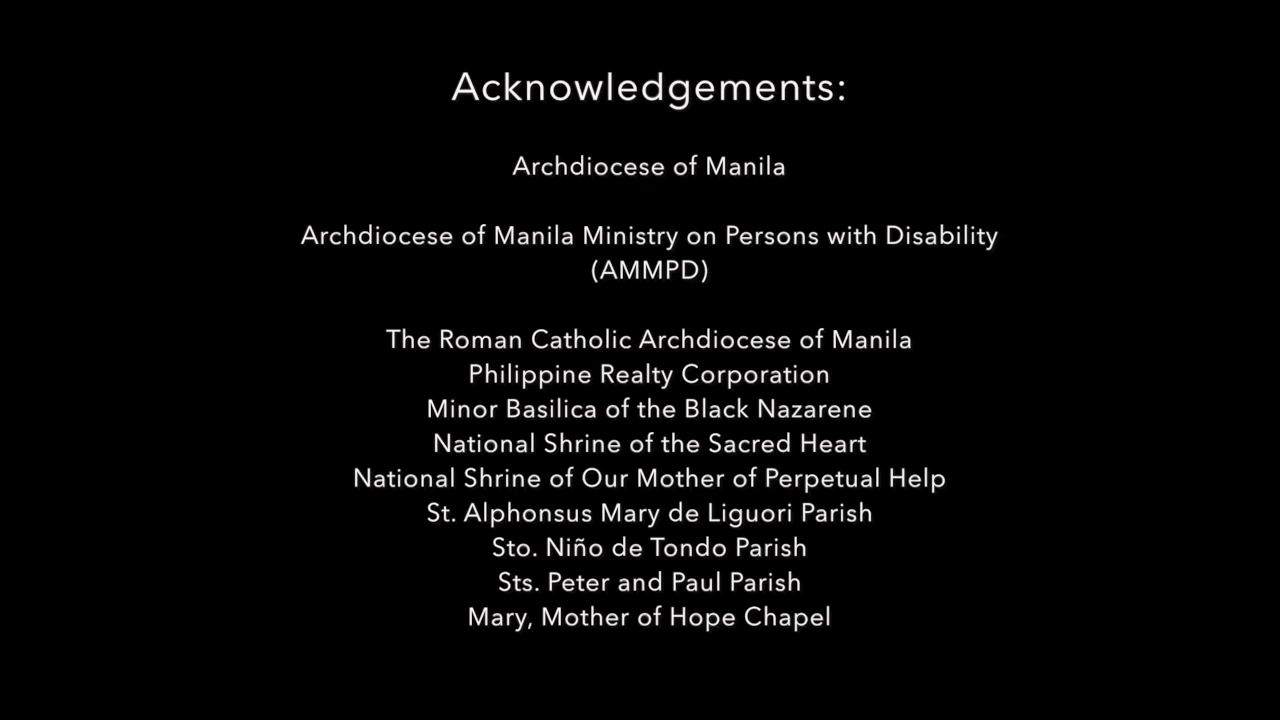 Acknowledgements:
Archdiocese of Manila
Archdiocese of Manila Ministry on Persons with Disability
(AMMPD)
The Roman Catholic Archdiocese of Manila
Philippine Realty Corporation
Minor Basilica of the Black Nazarene
National Shrine of the Sacred Heart
National Shrine of Our Mother of Perpetual Help
St. Alphonsus Mary de Liguori Parish
Sto. Niño de Tondo Parish
Sts. Peter and Paul Parish
Mary, Mother of Hope Chapel